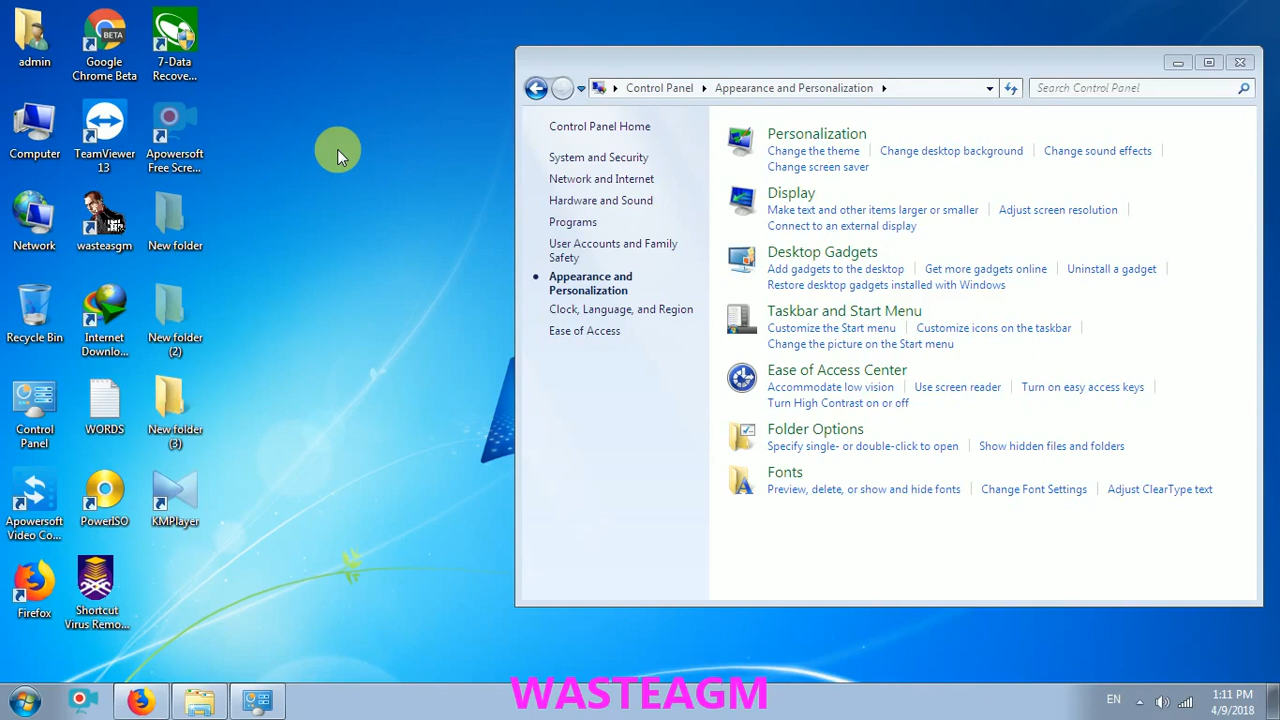 admin
Google
Chrome Beta
7-Data
Recove...
Computer
TeamViewer
13
Apowersoft
Free Scre...
Network
wasteasgm
New folder
Recycle Bin
Internet
Downlo...
New folder
(2)
Control
Panel
WORDS
New folder
(3)
Apowersoft
Video Co...
PowerISO
KMPlayer
Firefox
Shortcut
Virus Remo...
Control Panel
Appearance and Personalization
Search Control Panel
Control Panel Home
System and Security
Network and Internet
Hardware and Sound
Programs
User Accounts and Family
Safety
Appearance and
Personalization
Clock, Language, and Region
Ease of Access
Personalization
Change the theme Change desktop background Change sound effects
Change screen saver
Display
Make text and other items larger or smaller Adjust screen resolution
Connect to an external display
Desktop Gadgets
Add gadgets to the desktop Get more gadgets online Uninstall a gadget
Restore desktop gadgets installed with Windows
Taskbar and Start Menu
Customize the Start menu Customize icons on the taskbar
Change the picture on the Start menu
Ease of Access Center
Accommodate low vision Use screen reader Turn on easy access keys
Turn High Contrast on or off
Folder Options
Specify single- or double-click to open Show hidden files and folders
Fonts
Preview, delete, or show and hide fonts Change Font Settings Adjust ClearType text
WASTEAGM
EN
1:11 PM
4/9/2018